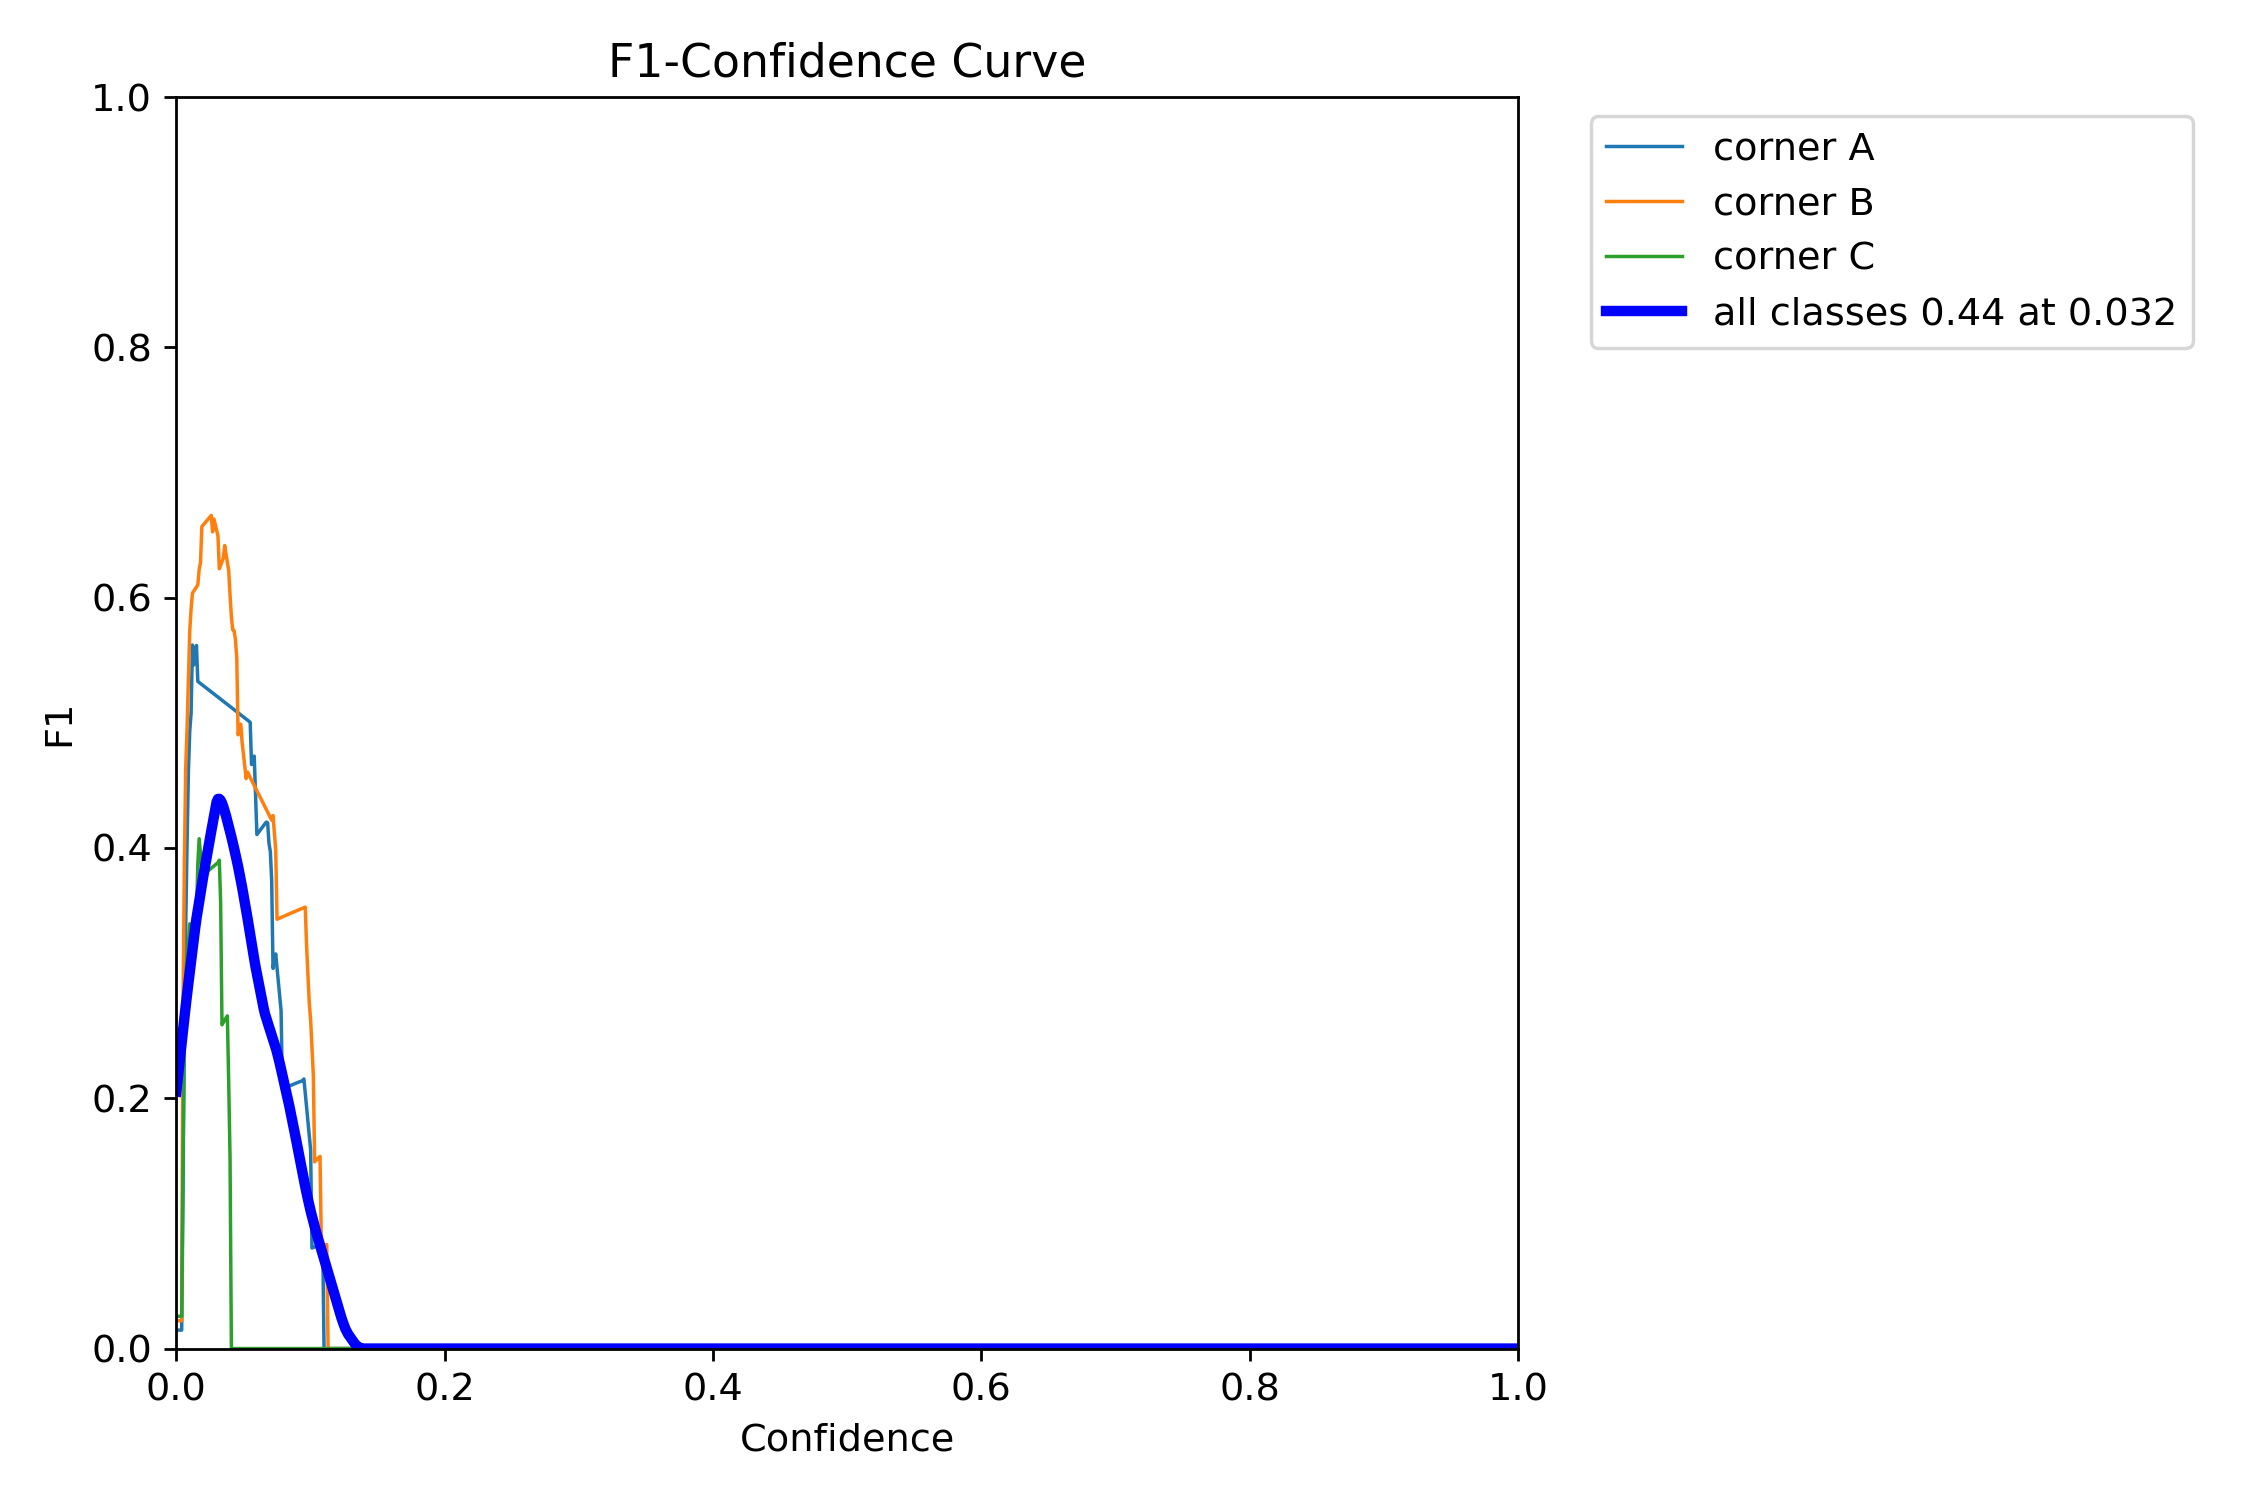 F1-Confidence Curve
1.0
0.8
0.6
0.4
0.2
0.0
F1
0.0 0.2 0.4 0.6 0.8 1.0
Confidence
corner A
corner B
corner C
all classes 0.44 at 0.032